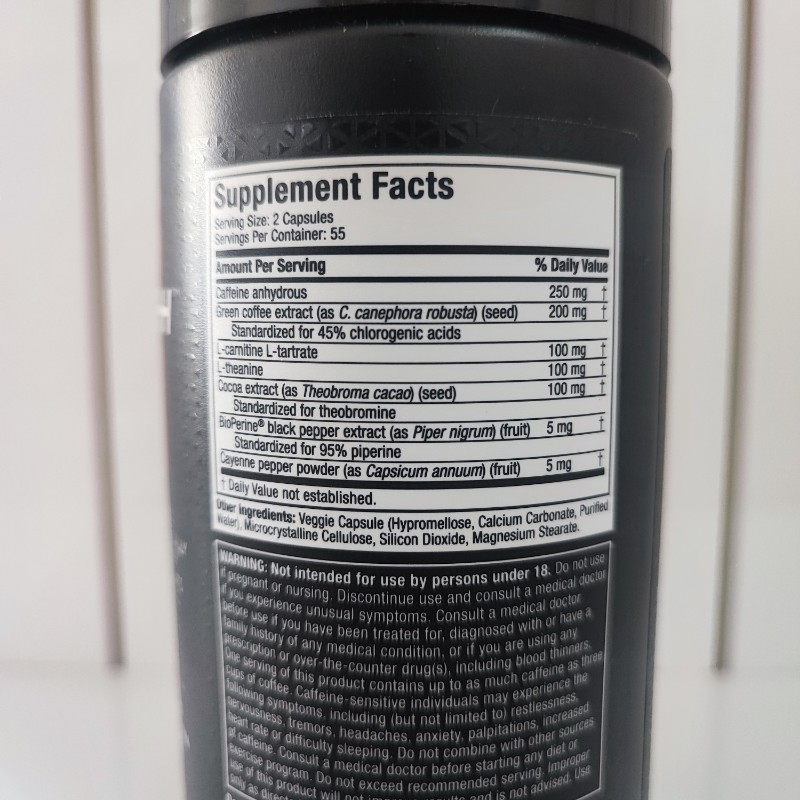 H
Supplement Facts
Serving Size: 2 Capsules
Servings Per Container: 55
Amount Per Serving % Daily Value
Caffeine anhydrous 250 mg †
Green coffee extract (as C. canephora robusta) (seed) 200 mg †
Standardized for 45% chlorogenic acids
L-carnitine L-tartrate 100 mg †
L-theanine 100 mg †
Cocoa extract (as Theobroma cacao) (seed) 100 mg †
Standardized for theobromine
BioPerine® black pepper extract (as Piper nigrum) (fruit) 5 mg †
Standardized for 95% piperine
Cayenne pepper powder (as Capsicum annuum) (fruit) 5 mg †
† Daily Value not established.
Other Ingredients: Veggie Capsule (Hypromellose, Calcium Carbonate, Purified
Water), Microcrystalline Cellulose, Silicon Dioxide, Magnesium Stearate.
WARNING: Not intended for use by persons under 18. Do not use
if pregnant or nursing. Discontinue use and consult a medical doctor
if you experience unusual symptoms. Consult a medical doctor
before use if you have been treated for, diagnosed with or have a
family history of any medical condition, or if you are using any
prescription or over-the-counter drug(s), including blood thinners.
One serving of this product contains up to as much caffeine as three
cups of coffee. Caffeine-sensitive individuals may experience the
following symptoms, including (but not limited to) restlessness,
nervousness, tremors, headaches, anxiety, palpitations, increased
heart rate or difficulty sleeping. Do not combine with other sources
of caffeine. Consult a medical doctor before starting any diet or
exercise program. Do not exceed recommended serving. Improper
use of this product will not improve results and is not advised. Use
only as